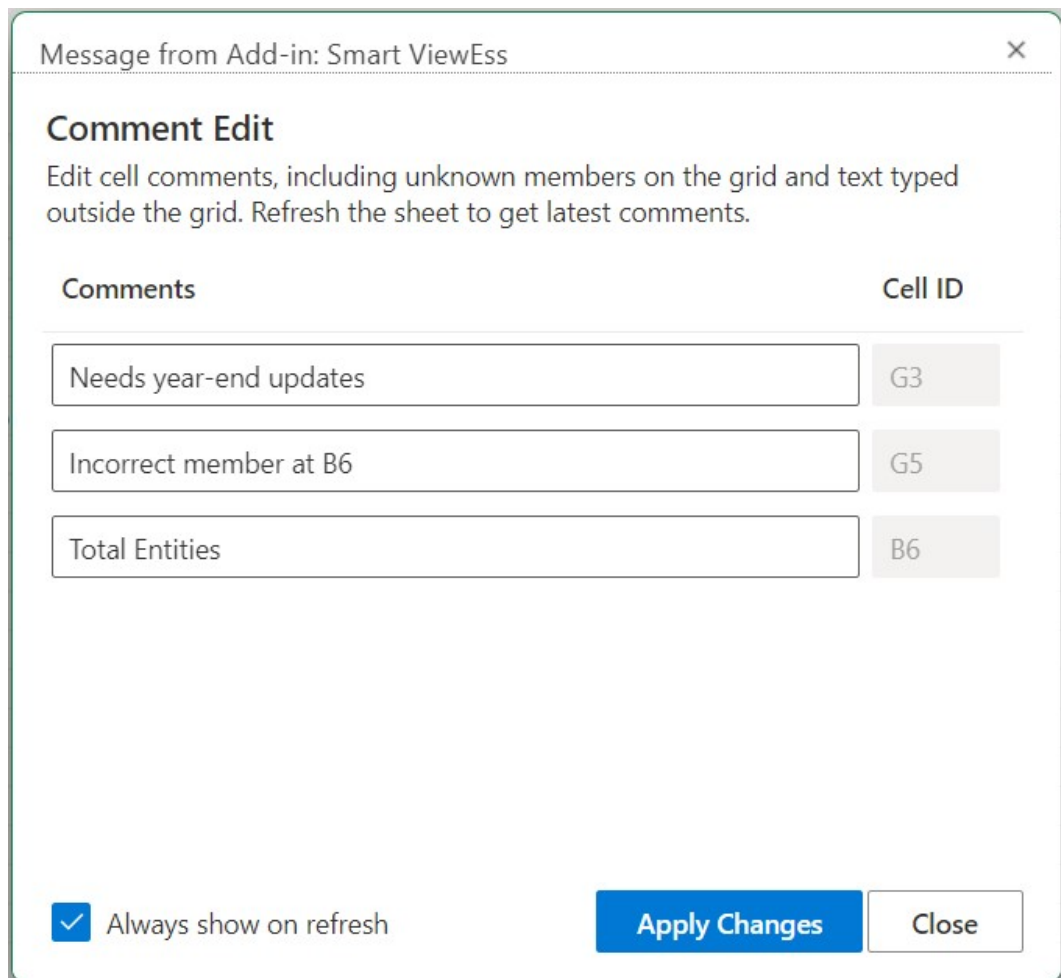 Message from Add-in: Smart ViewEss
Comment Edit
Edit cell comments, including unknown members on the grid and text typed
outside the grid. Refresh the sheet to get latest comments.
Comments Cell ID
Needs year-end updates G3
Incorrect member at B6 G5
Total Entities B6
Always show on refresh Apply Changes Close